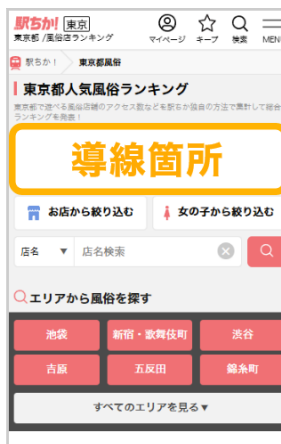 駅ちか! 東京
東京都 /風俗店ランキング
マイページ キープ 検索 MENU
駅ちか! 東京都風俗
東京都人気風俗ランキング
東京都で遊べる風俗店舗のアクセス数などを駅ちか独自の方法で集計して総合
ランキングを発表!
導線箇所
お店から絞り込む 女の子から絞り込む
店名 ▼ 店名検索
エリアから風俗を探す
池袋 新宿・歌舞伎町 渋谷
吉原 五反田 錦糸町
すべてのエリアを見る▼